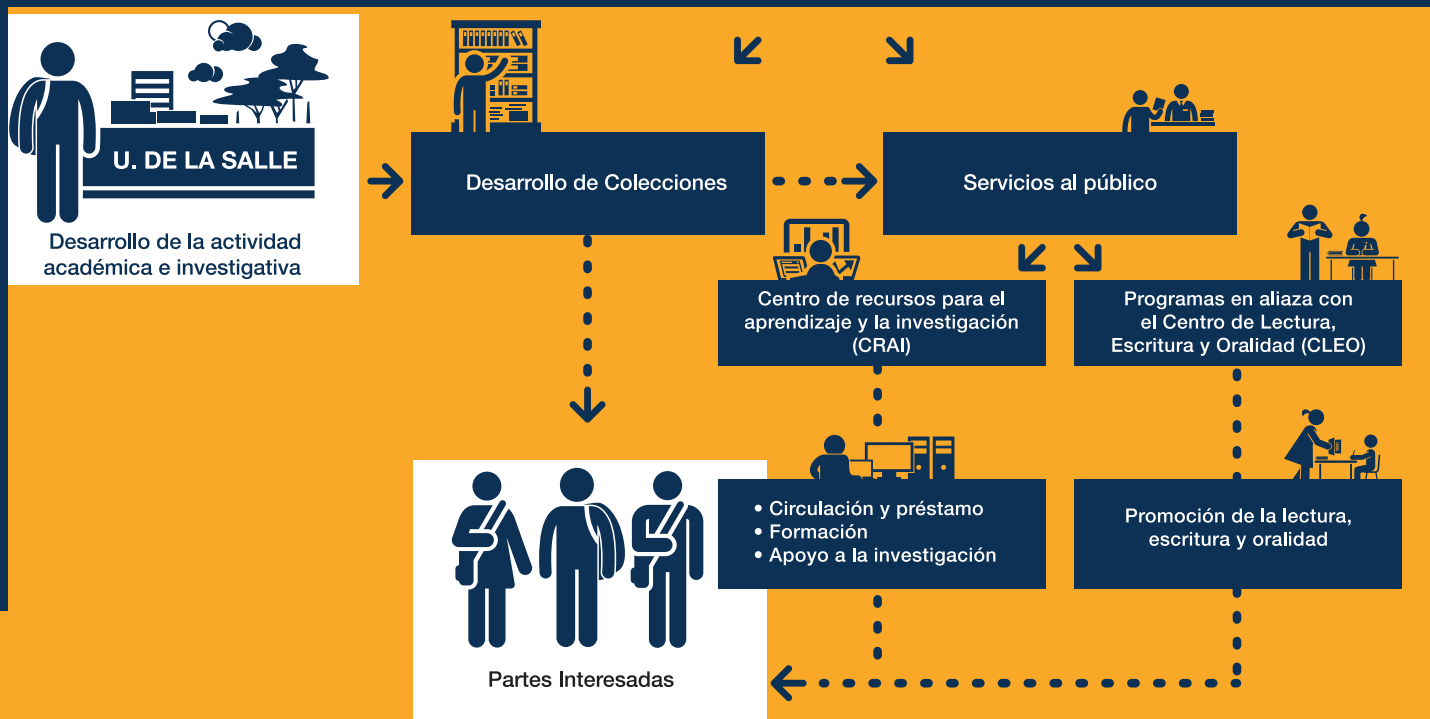 U. DE LA SALLE
Desarrollo de la actividad
académica e investigativa
Desarrollo de Colecciones
Servicios al público
Centro de recursos para el
aprendizaje y la investigación
(CRAI)
Programas en aliaza con
el Centro de Lectura,
Escritura y Oralidad (CLEO)
• Circulación y préstamo
• Formación
• Apoyo a la investigación
Promoción de la lectura,
escritura y oralidad
Partes Interesadas